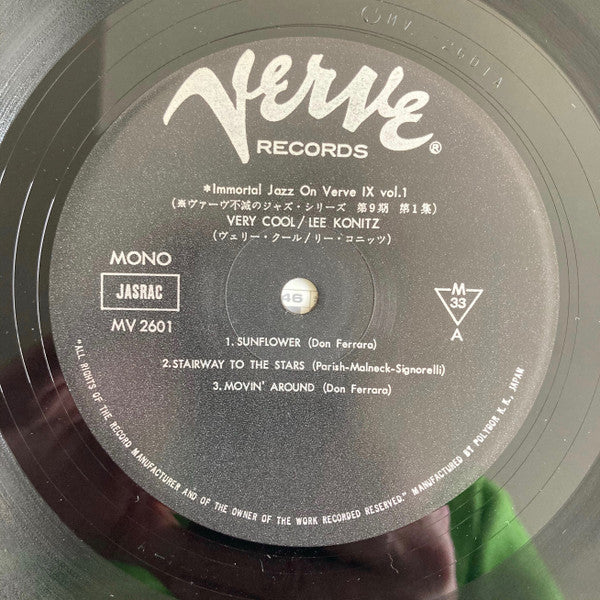 MV 2601A
Verve
RECORDS®
*Immortal Jazz On Verve IX vol.1
(※ヴァーヴ不滅のジャズ・シリーズ 第9期 第1集)
VERY COOL/LEE KONITZ
(ヴェリー・クール/リー・コニッツ)
MONO
JASRAC
MV 2601
M
33
A
46
1. SUNFLOWER (Don Ferrara)
2. STAIRWAY TO THE STARS (Parish-Malneck-Signorelli)
3. MOVIN' AROUND (Don Ferrara)
"ALL RIGHTS OF THE RECORD MANUFACTURER AND OF THE OWNER OF THE WORK RECORDED RESERVED." MANUFACTURED BY POLYDOR K.K., JAPAN